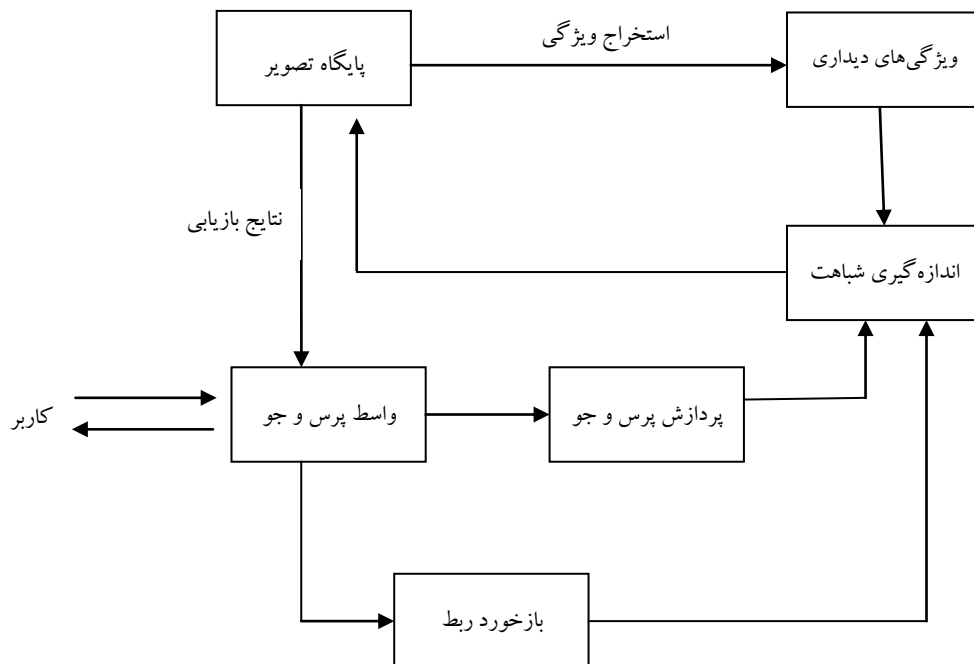 استخراج ویژگی
پایگاه تصویر
ویژگی‌های دیداری
نتایج بازیابی
اندازه‌گیری شباهت
کاربر
واسط پرس و جو
پردازش پرس و جو
بازخورد ربط